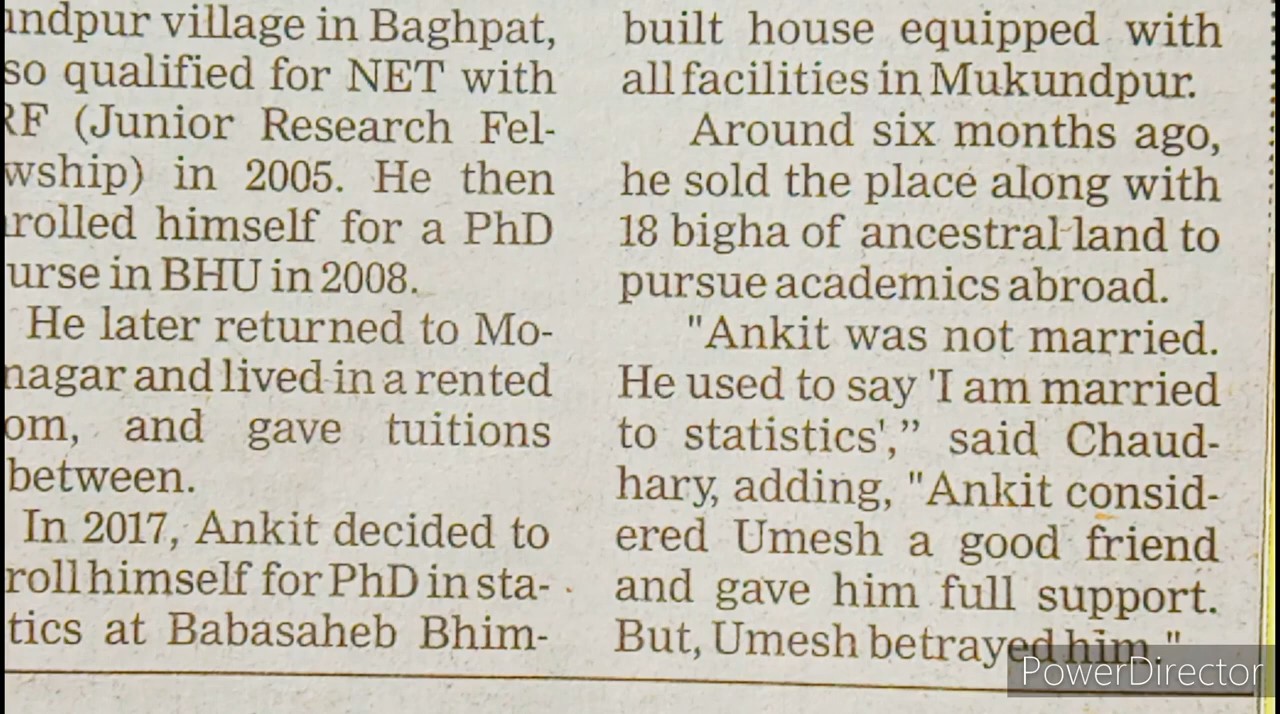 undpur village in Baghpat,
so qualified for NET with
RF (Junior Research Fel-
wship) in 2005. He then
rolled himself for a PhD
urse in BHU in 2008.
He later returned to Mo-
nagar and lived in a rented
om, and gave tuitions
between.
In 2017, Ankit decided to
roll himself for PhD in sta-
tics at Babasaheb Bhim-
built house equipped with
all facilities in Mukundpur.
Around six months ago,
he sold the place along with
18 bigha of ancestral land to
pursue academics abroad.
"Ankit was not married.
He used to say 'I am married
to statistics'," said Chaud-
hary, adding, "Ankit consid-
ered Umesh a good friend
and gave him full support.
But, Umesh betrayed him."
PowerDirector